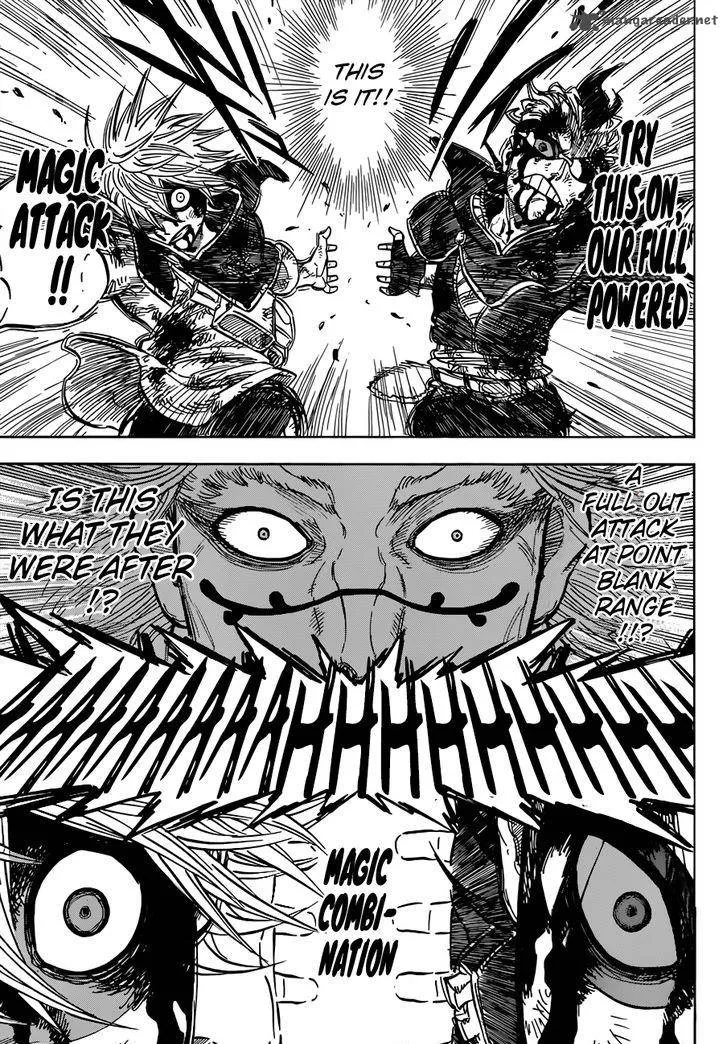 mangareader.net
THIS
IS IT!!
TRY
THIS ON,
OUR FULL
POWERED
MAGIC
ATTACK
!!
A
FULL OUT
ATTACK
AT POINT
BLANK
RANGE
!!?
IS THIS
WHAT THEY
WERE AFTER
!?
AAAAAAAAHHHHHHHHHHH
MAGIC
COMBI-
NATION